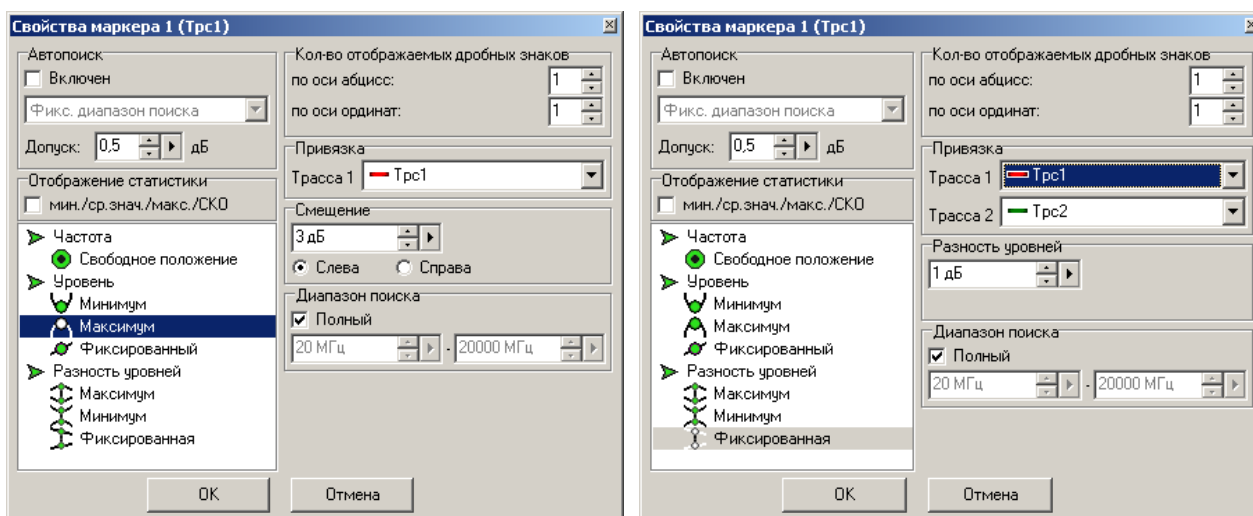 Свойства маркера 1 (Трс1)
Автопоиск
Включен
Фикс. диапазон поиска
Допуск: 0,5 дБ
Отображение статистики
мин./ср.знач./макс./СКО
Частота
Свободное положение
Уровень
Минимум
Максимум
Фиксированный
Разность уровней
Максимум
Минимум
Фиксированная
Кол-во отображаемых дробных знаков
по оси абцисс: 1
по оси ординат: 1
Привязка
Трасса 1 Трс1
Смещение
3 дБ
Слева Справа
Диапазон поиска
Полный
20 МГц - 20000 МГц
OK Отмена
Свойства маркера 1 (Трс1)
Автопоиск
Включен
Фикс. диапазон поиска
Допуск: 0,5 дБ
Отображение статистики
мин./ср.знач./макс./СКО
Частота
Свободное положение
Уровень
Минимум
Максимум
Фиксированный
Разность уровней
Максимум
Минимум
Фиксированная
Кол-во отображаемых дробных знаков
по оси абцисс: 1
по оси ординат: 1
Привязка
Трасса 1 Трс1
Трасса 2 Трс2
Разность уровней
1 дБ
Диапазон поиска
Полный
20 МГц - 20000 МГц
OK Отмена